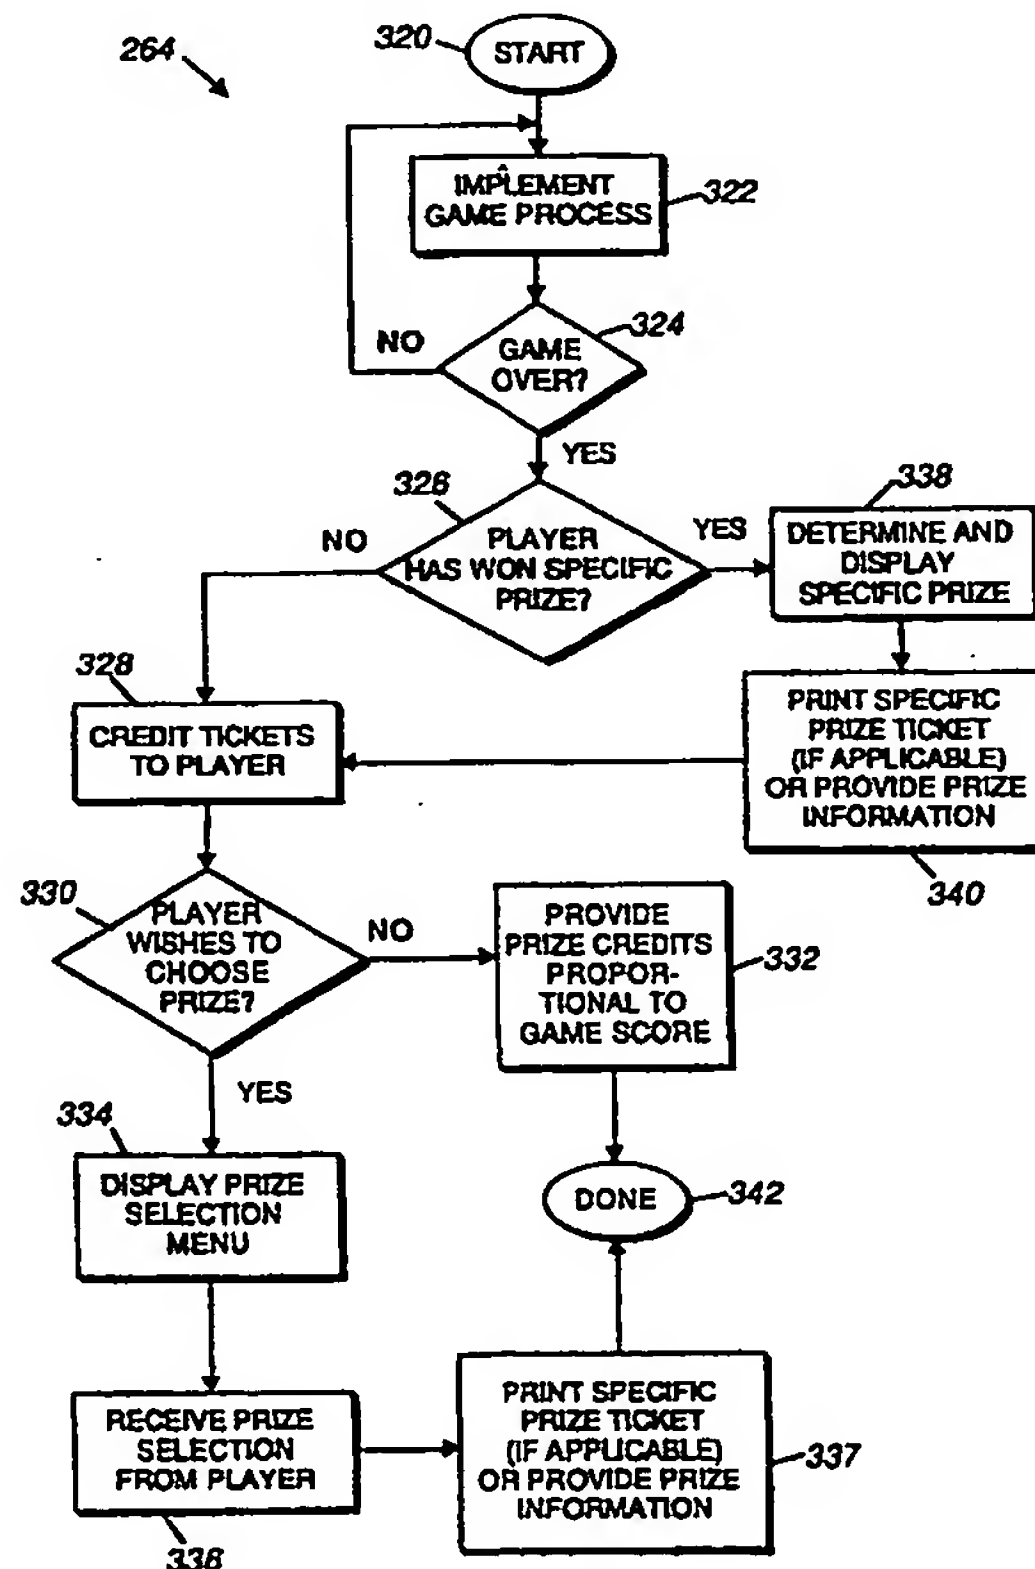 264
320
START
IMPLEMENT
GAME PROCESS
322
324
GAME
OVER?
NO
YES
326
PLAYER
HAS WON SPECIFIC
PRIZE?
NO
YES
338
DETERMINE AND
DISPLAY
SPECIFIC PRIZE
328
CREDIT TICKETS
TO PLAYER
PRINT SPECIFIC
PRIZE TICKET
(IF APPLICABLE)
OR PROVIDE PRIZE
INFORMATION
340
330
PLAYER
WISHES TO
CHOOSE
PRIZE?
NO
YES
PROVIDE
PRIZE CREDITS
PROPOR-
TIONAL TO
GAME SCORE
332
334
DISPLAY PRIZE
SELECTION
MENU
DONE
342
RECEIVE PRIZE
SELECTION
FROM PLAYER
336
PRINT SPECIFIC
PRIZE TICKET
(IF APPLICABLE)
OR PROVIDE PRIZE
INFORMATION
337